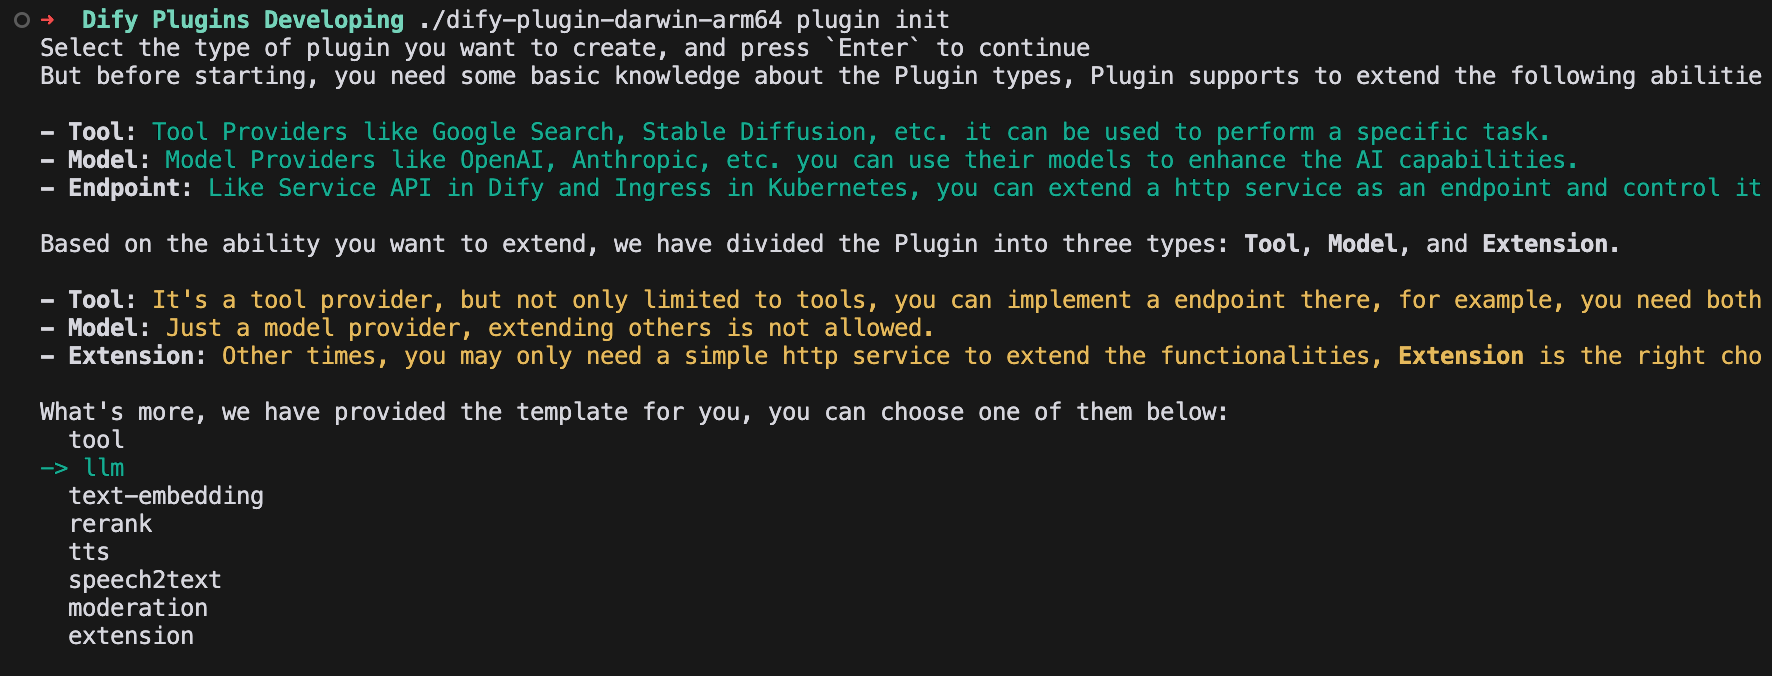 ➜ Dify Plugins Developing ./dify-plugin-darwin-arm64 plugin init
Select the type of plugin you want to create, and press `Enter` to continue
But before starting, you need some basic knowledge about the Plugin types, Plugin supports to extend the following abilitie
- Tool: Tool Providers like Google Search, Stable Diffusion, etc. it can be used to perform a specific task.
- Model: Model Providers like OpenAI, Anthropic, etc. you can use their models to enhance the AI capabilities.
- Endpoint: Like Service API in Dify and Ingress in Kubernetes, you can extend a http service as an endpoint and control it
Based on the ability you want to extend, we have divided the Plugin into three types: Tool, Model, and Extension.
- Tool: It's a tool provider, but not only limited to tools, you can implement a endpoint there, for example, you need both
- Model: Just a model provider, extending others is not allowed.
- Extension: Other times, you may only need a simple http service to extend the functionalities, Extension is the right cho
What's more, we have provided the template for you, you can choose one of them below:
tool
-> llm
text-embedding
rerank
tts
speech2text
moderation
extension